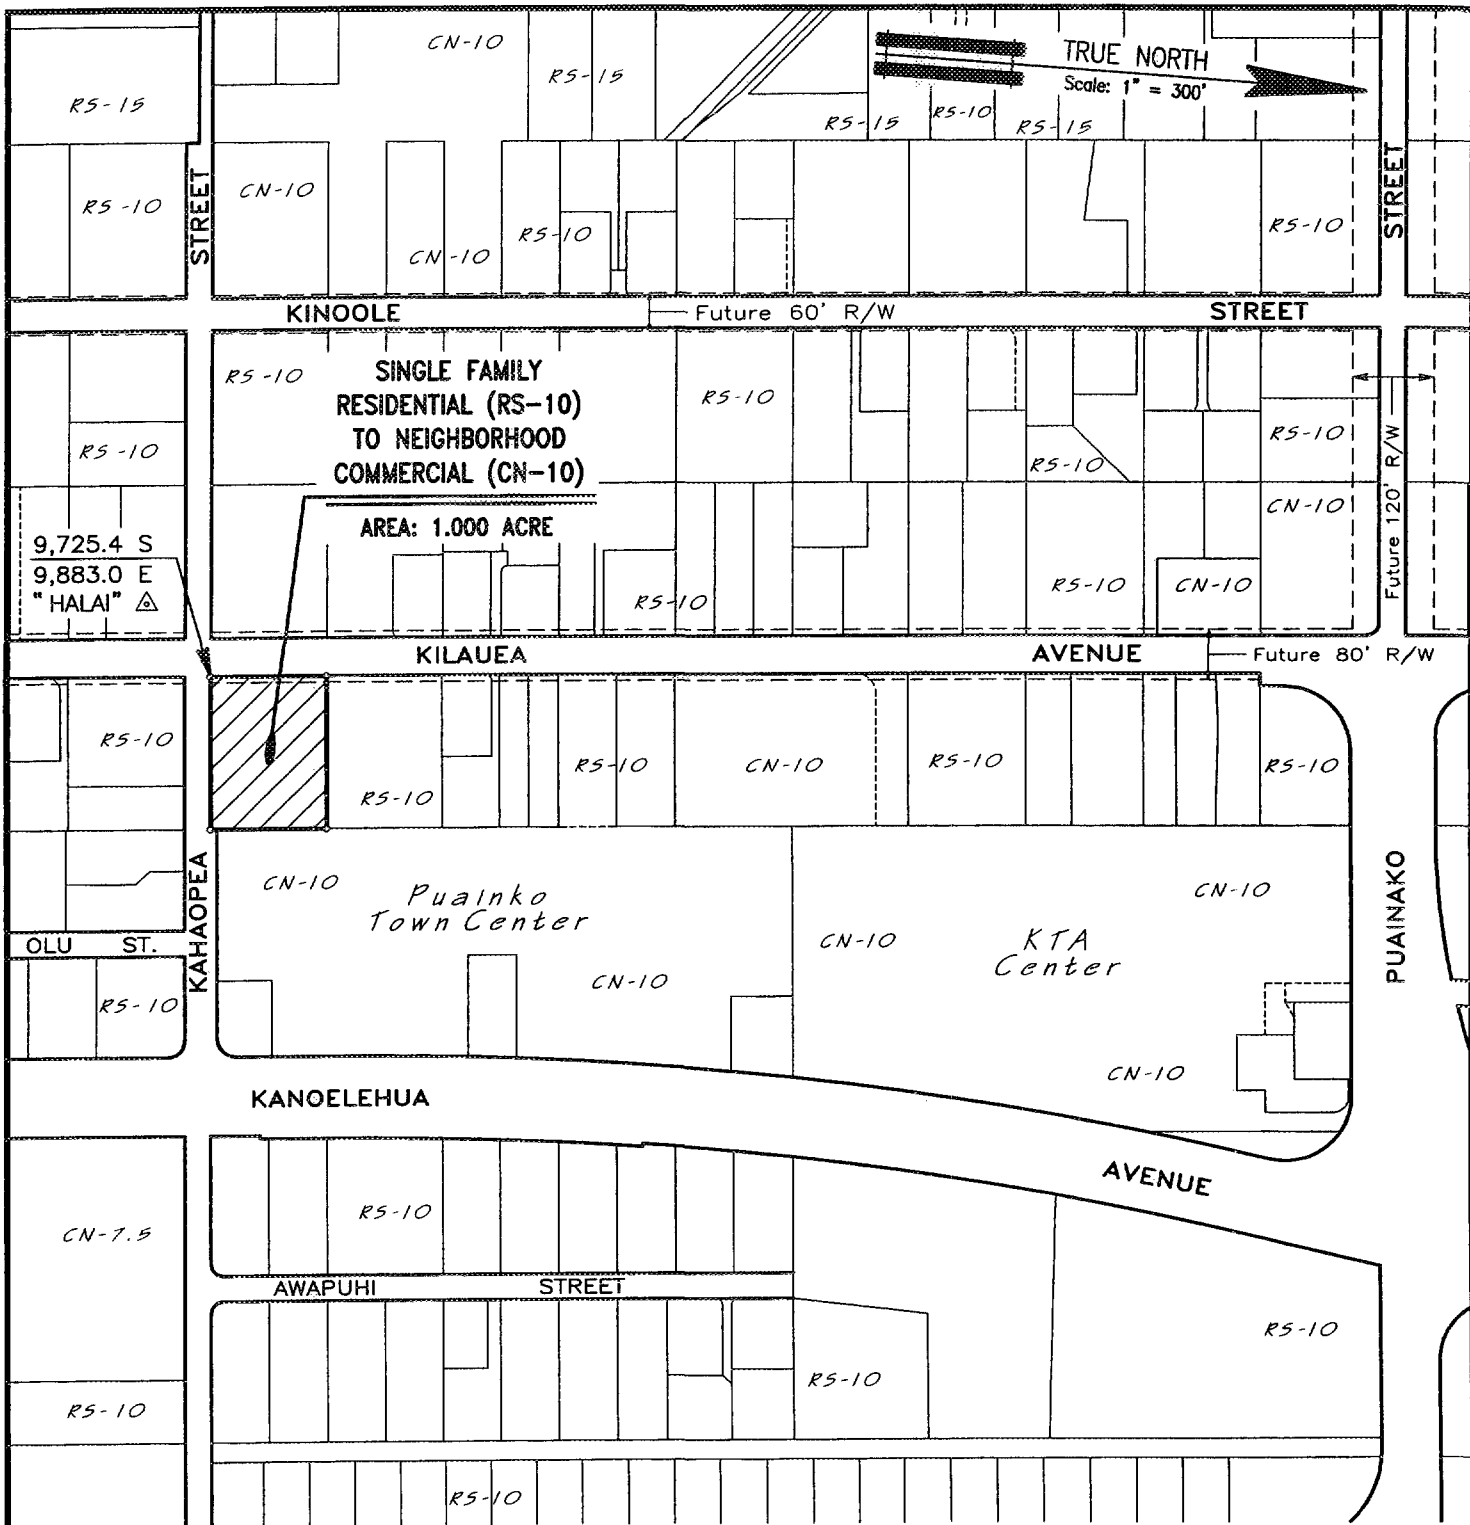 CN-10
RS-15
TRUE NORTH
Scale: 1" = 300'
RS-15
RS-15
RS-10
RS-15
RS-10
STREET
CN-10
CN-10
RS-10
RS-10
STREET
KINOOLE
Future 60' R/W
STREET
RS-10
SINGLE FAMILY
RESIDENTIAL (RS-10)
TO NEIGHBORHOOD
COMMERCIAL (CN-10)
AREA: 1.000 ACRE
RS-10
RS-10
RS-10
RS-10
CN-10
Future 120' R/W
9,725.4 S
9,883.0 E
"HALAI"
RS-10
RS-10
CN-10
KILAUEA
AVENUE
Future 80' R/W
RS-10
RS-10
RS-10
CN-10
RS-10
RS-10
KAHAOPEA
CN-10
Puainko
Town Center
CN-10
CN-10
KTA
Center
CN-10
PUAINAKO
OLU ST.
RS-10
CN-10
KANOELEHUA
AVENUE
CN-7.5
RS-10
AWAPUHI
STREET
RS-10
RS-10
RS-10
RS-10